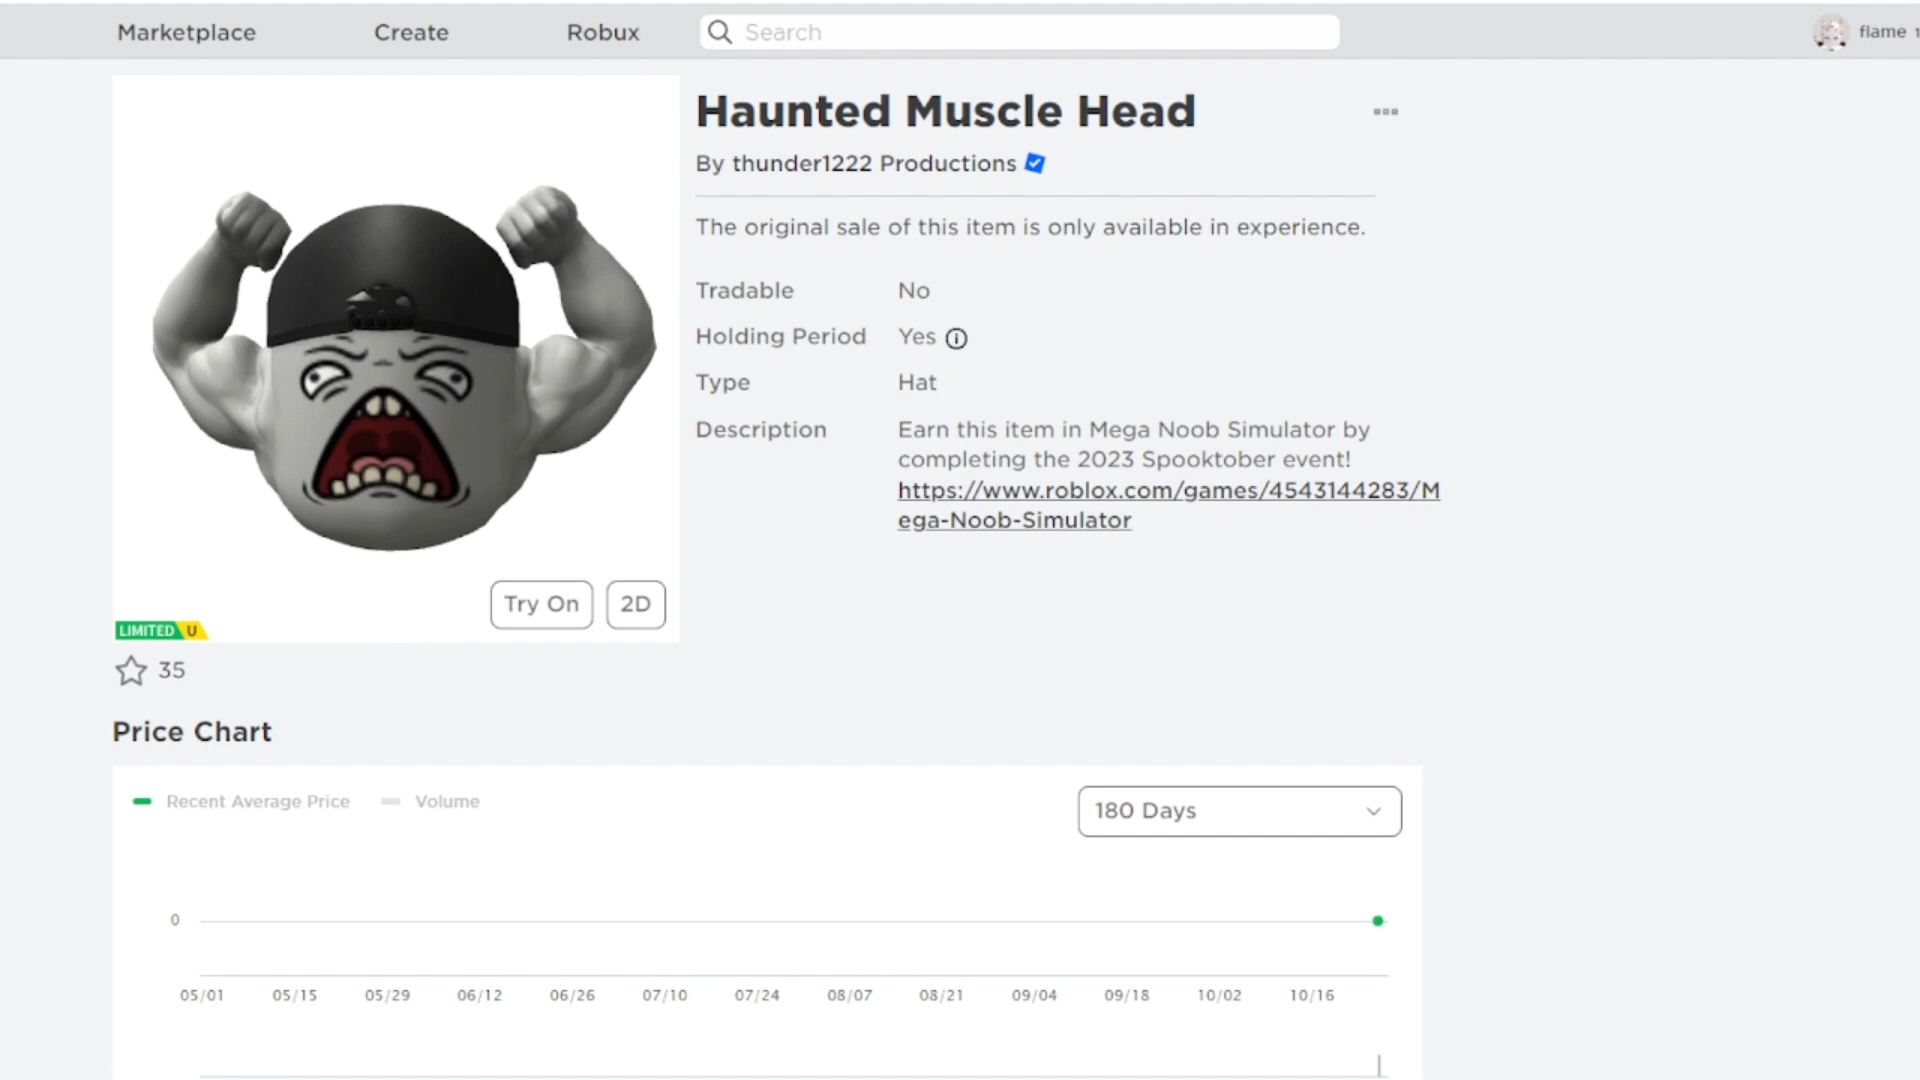 Marketplace Create Robux Search flame
Haunted Muscle Head
By thunder1222 Productions
The original sale of this item is only available in experience.
Tradable No
Holding Period Yes
Type Hat
Description Earn this item in Mega Noob Simulator by
completing the 2023 Spooktober event!
https://www.roblox.com/games/4543144283/M
ega-Noob-Simulator
Try On 2D
LIMITED U
35
Price Chart
Recent Average Price Volume 180 Days
0
05/01 05/15 05/29 06/12 06/26 07/10 07/24 08/07 08/21 09/04 09/18 10/02 10/16